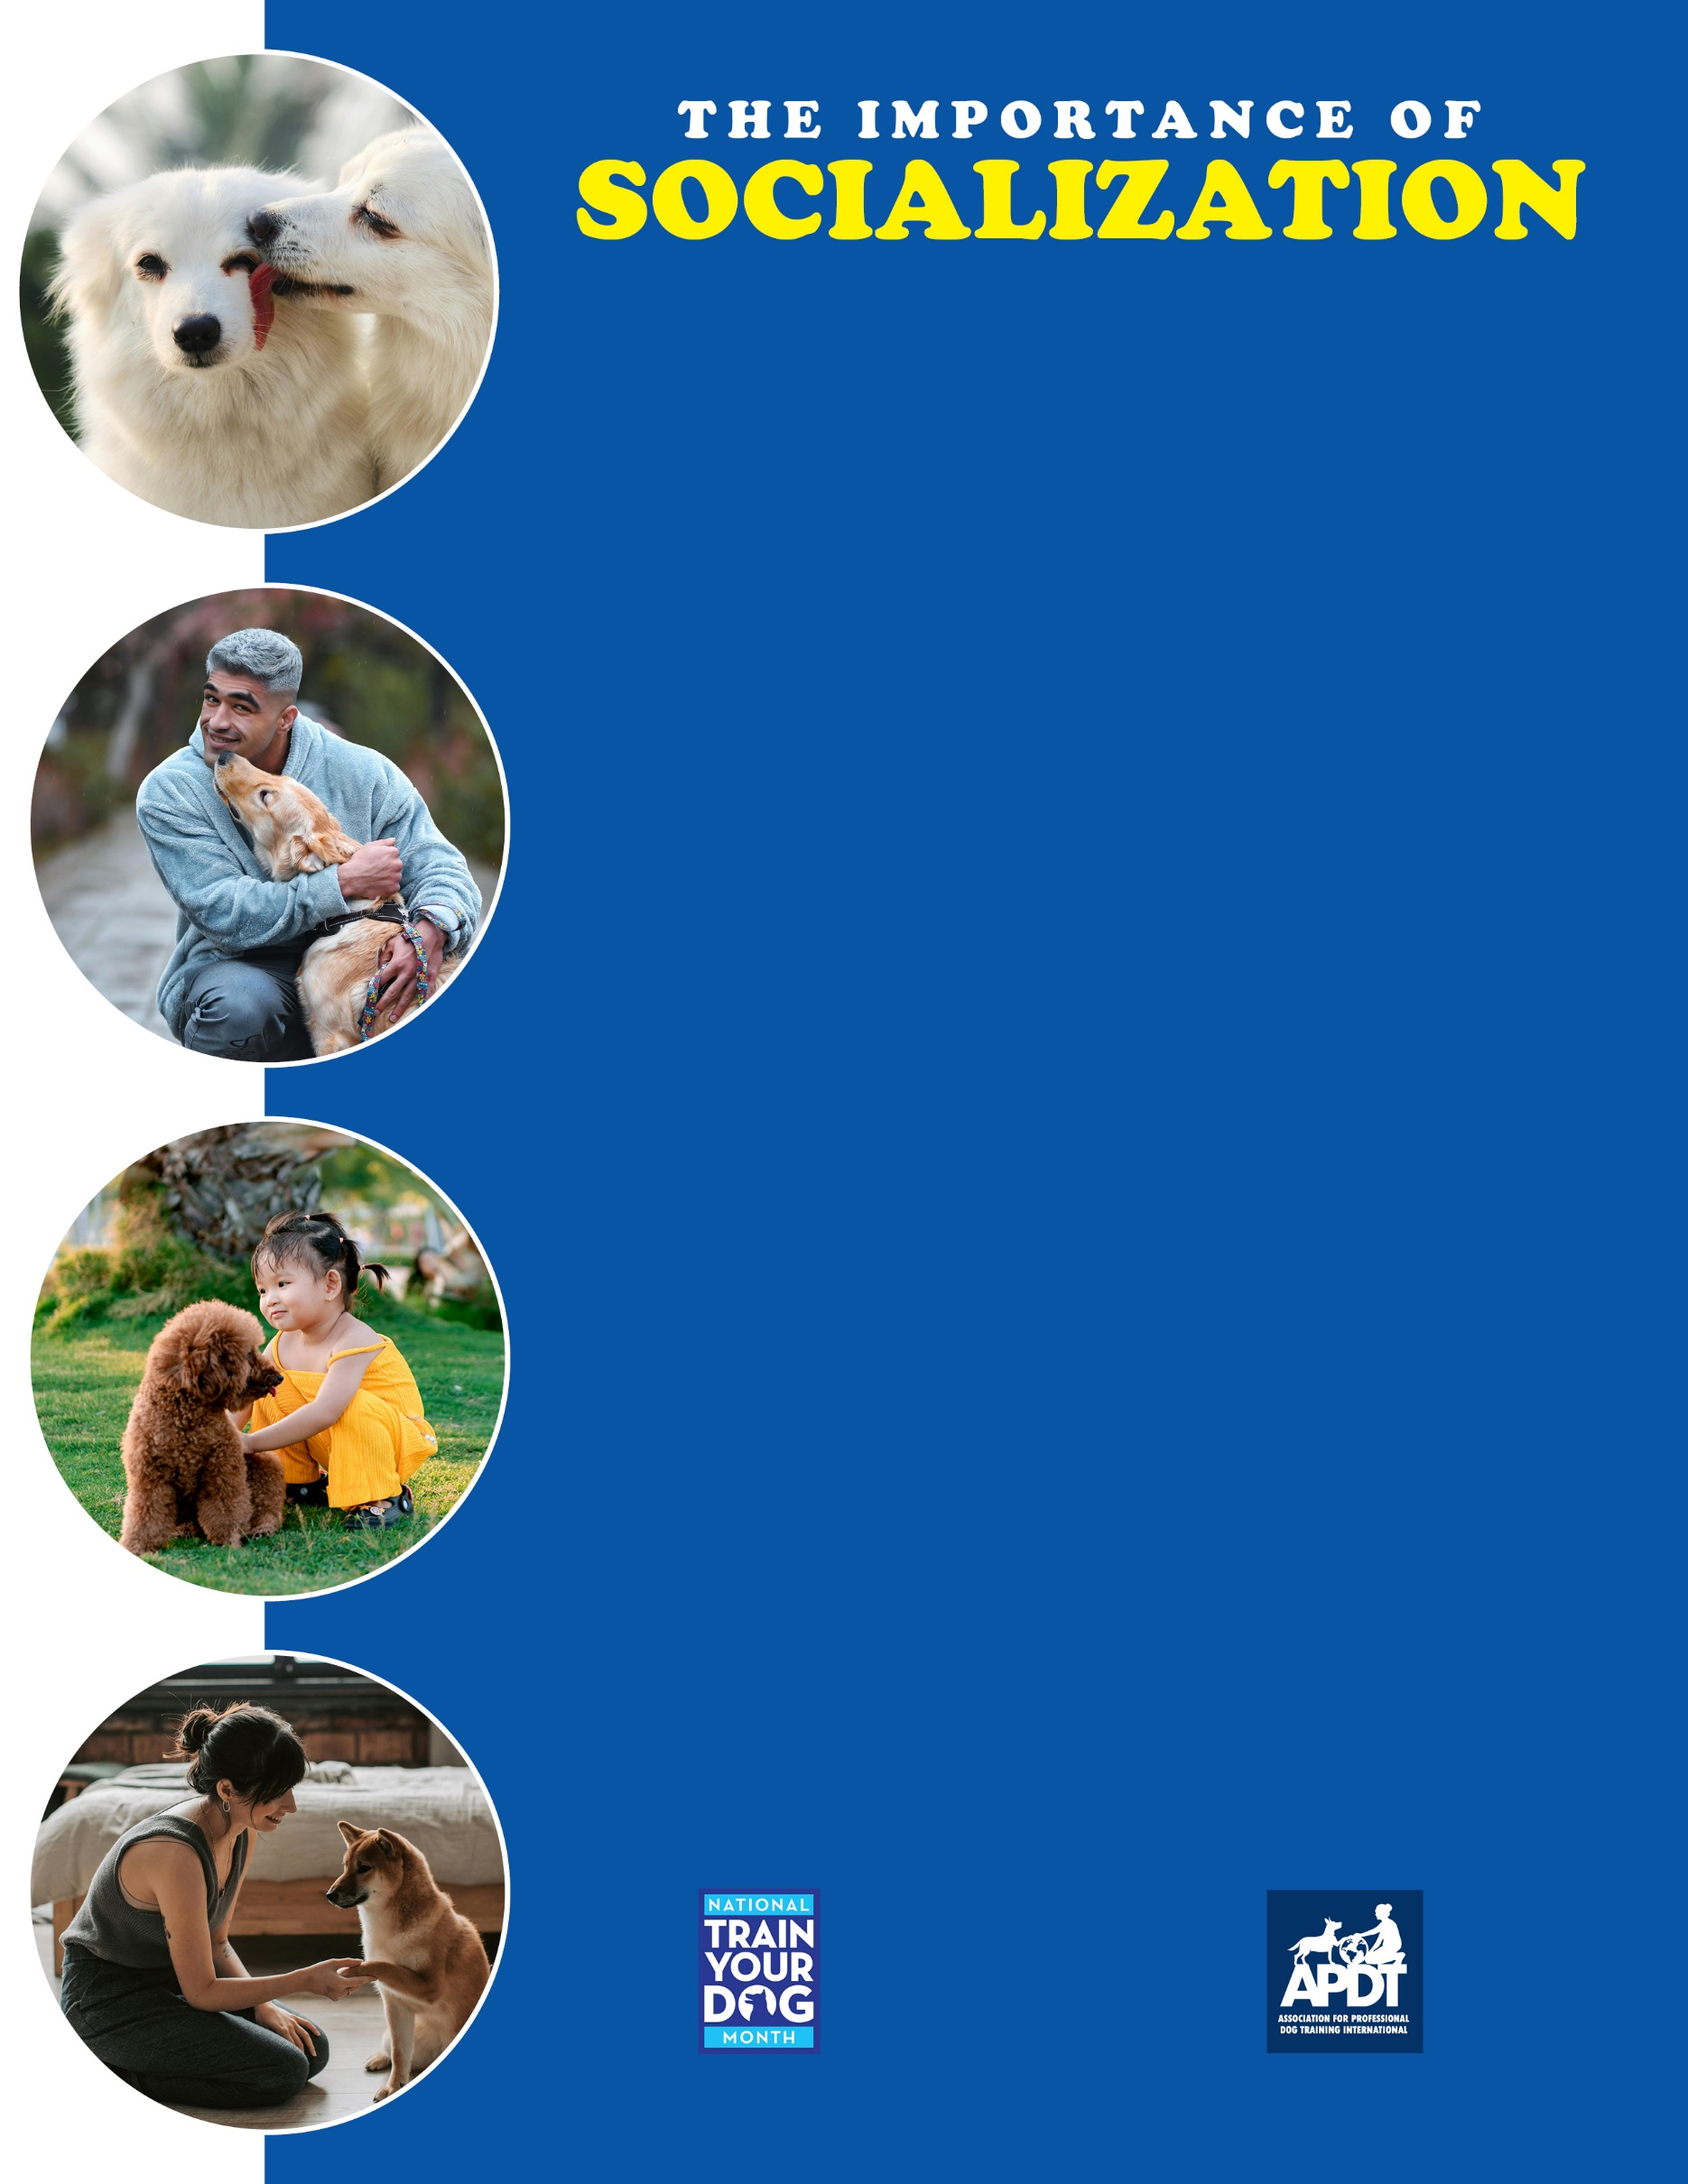 THE IMPORTANCE OF
SOCIALIZATION
NATIONAL
TRAIN
YOUR
DOG
MONTH
APDT
ASSOCIATION FOR PROFESSIONAL
DOG TRAINING INTERNATIONAL